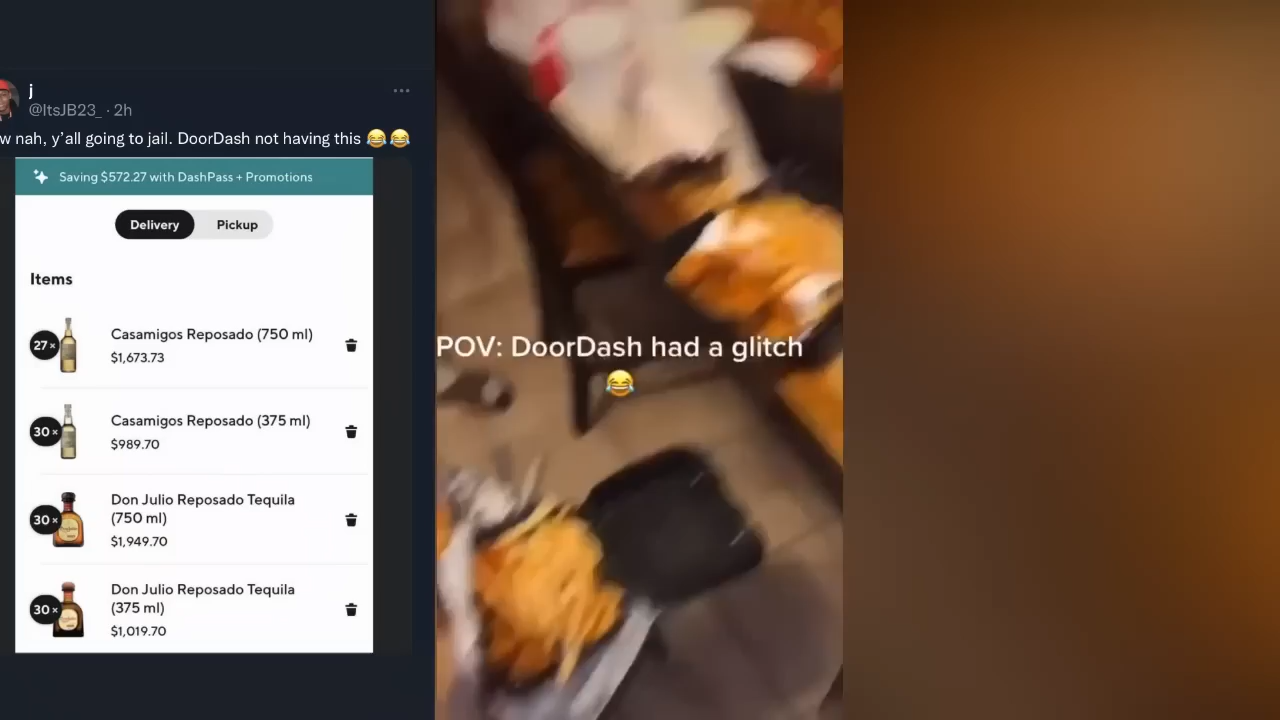 j
@ItsJB23_ · 2h
w nah, y'all going to jail. DoorDash not having this 😂😂
Saving $572.27 with DashPass + Promotions
Delivery
Pickup
Items
27×
Casamigos Reposado (750 ml)
$1,673.73
30×
Casamigos Reposado (375 ml)
$989.70
30×
Don Julio Reposado Tequila
(750 ml)
$1,949.70
30×
Don Julio Reposado Tequila
(375 ml)
$1,019.70
POV: DoorDash had a glitch
😂